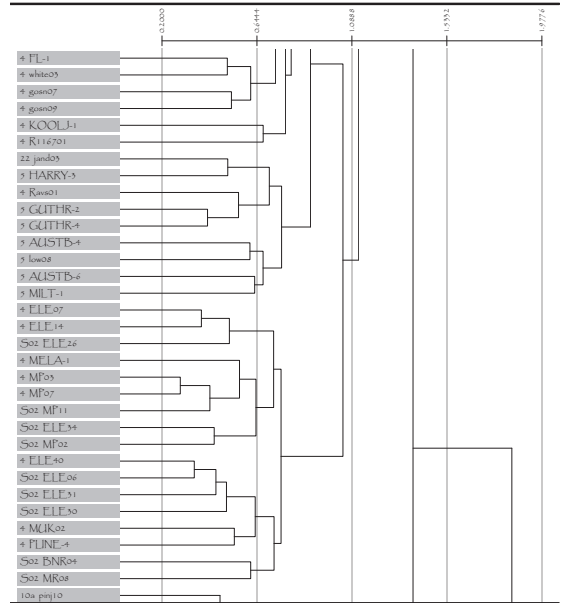 0.2000 0.6444 1.0888 1.5332 1.9776
4 FL-1
4 white03
4 gosn07
4 gosn09
4 KOOLJ-1
4 R116701
22 jand03
5 HARRY-3
4 Ravs01
5 GUTHR-2
5 GUTHR-4
5 AUSTB-4
5 low08
5 AUSTB-6
5 MILT-1
4 ELE07
4 ELE14
S02 ELE26
4 MELA-1
4 MP03
4 MP07
S02 MP11
S02 ELE34
S02 MP02
4 ELE40
S02 ELE06
S02 ELE31
S02 ELE30
4 MUK02
4 PUNE-4
S02 BNR04
S02 MR08
10a pinj10